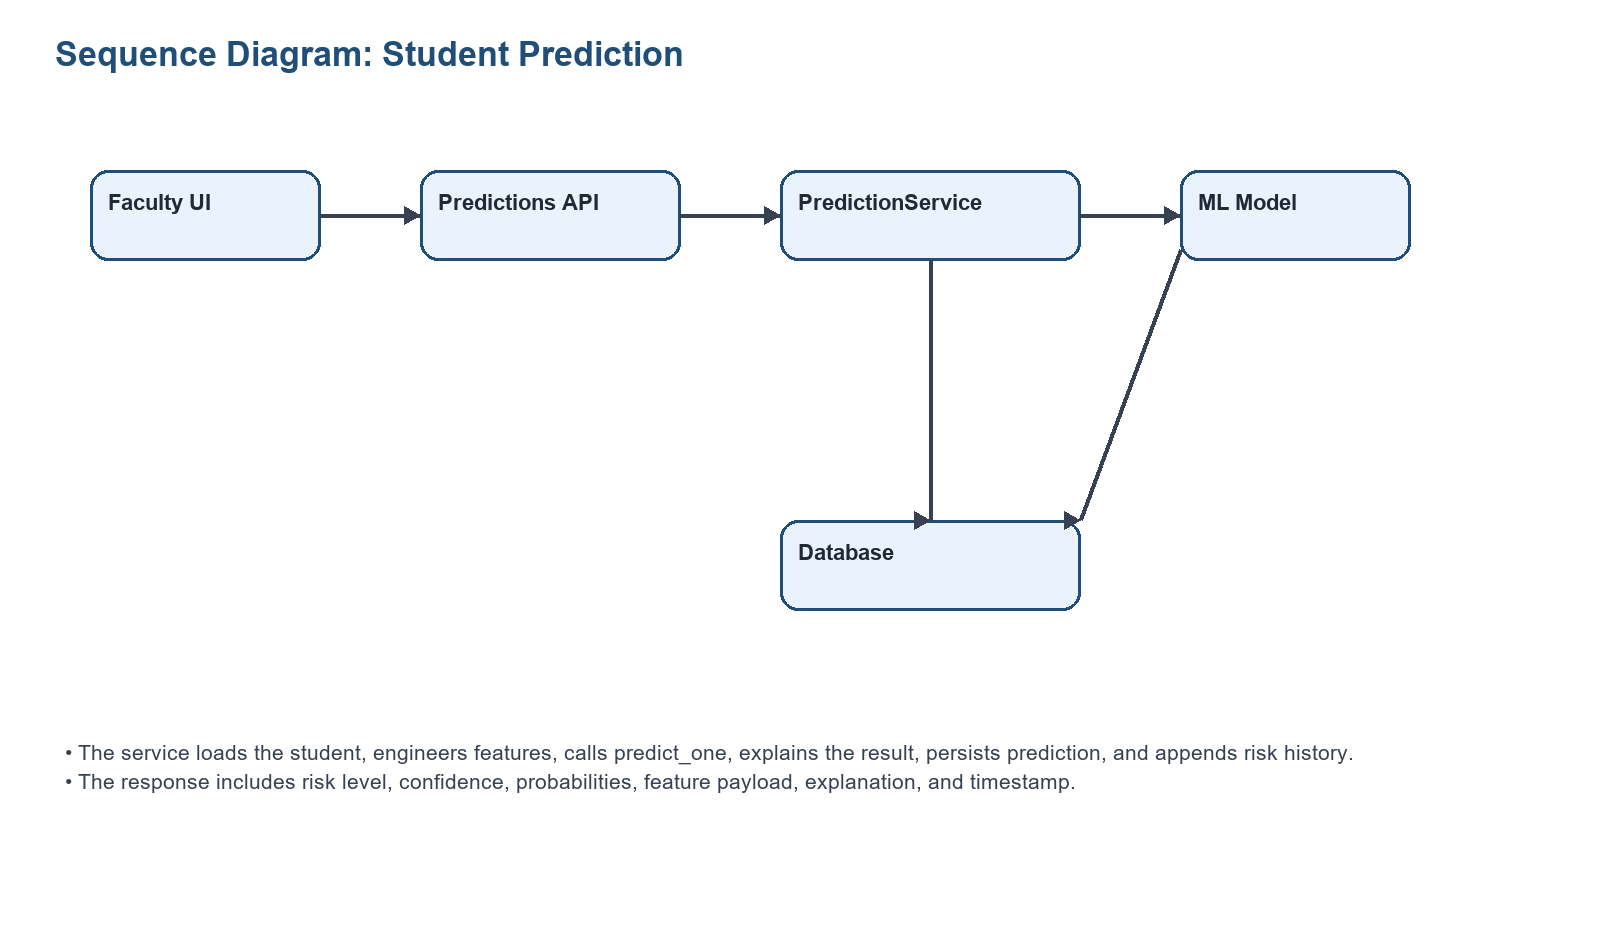 Sequence Diagram: Student Prediction
Faculty UI
Predictions API
PredictionService
ML Model
Database
• The service loads the student, engineers features, calls predict_one, explains the result, persists prediction, and appends risk history.
• The response includes risk level, confidence, probabilities, feature payload, explanation, and timestamp.